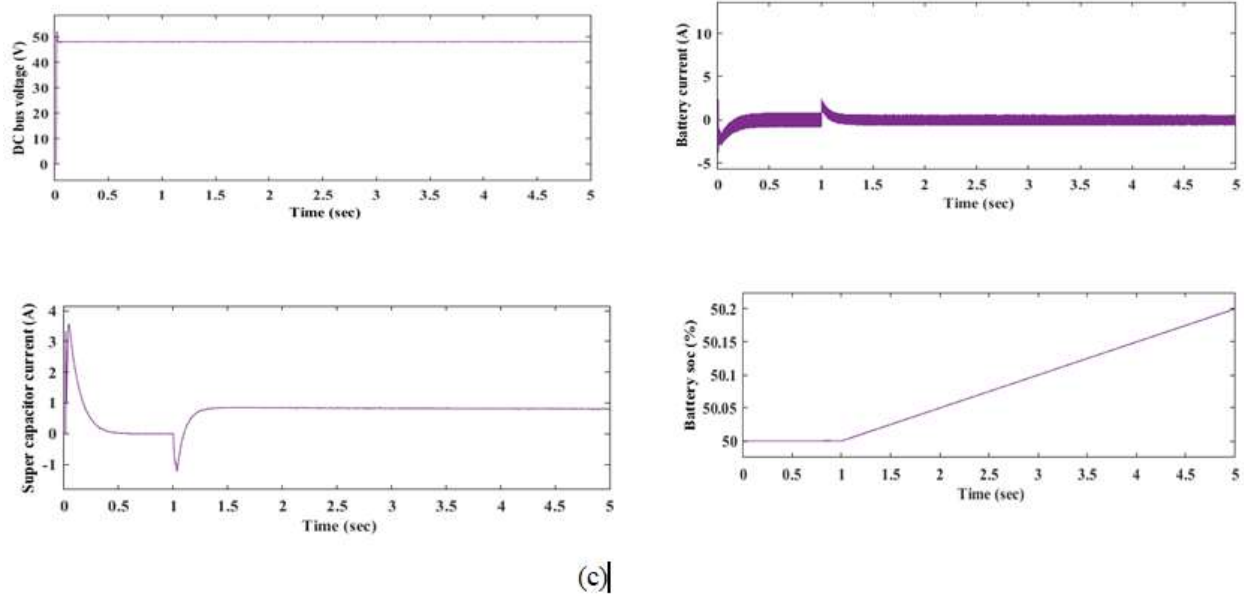 DC bus voltage (V)
50
40
30
20
10
0
0 0.5 1 1.5 2 2.5 3 3.5 4 4.5 5
Time (sec)
Battery current (A)
10
5
0
-5
0 0.5 1 1.5 2 2.5 3 3.5 4 4.5 5
Time (sec)
Super capacitor current (A)
4
3
2
1
0
-1
0 0.5 1 1.5 2 2.5 3 3.5 4 4.5 5
Time (sec)
Battery soc (%)
50.2
50.15
50.1
50.05
50
0 0.5 1 1.5 2 2.5 3 3.5 4 4.5 5
Time (sec)
(c)